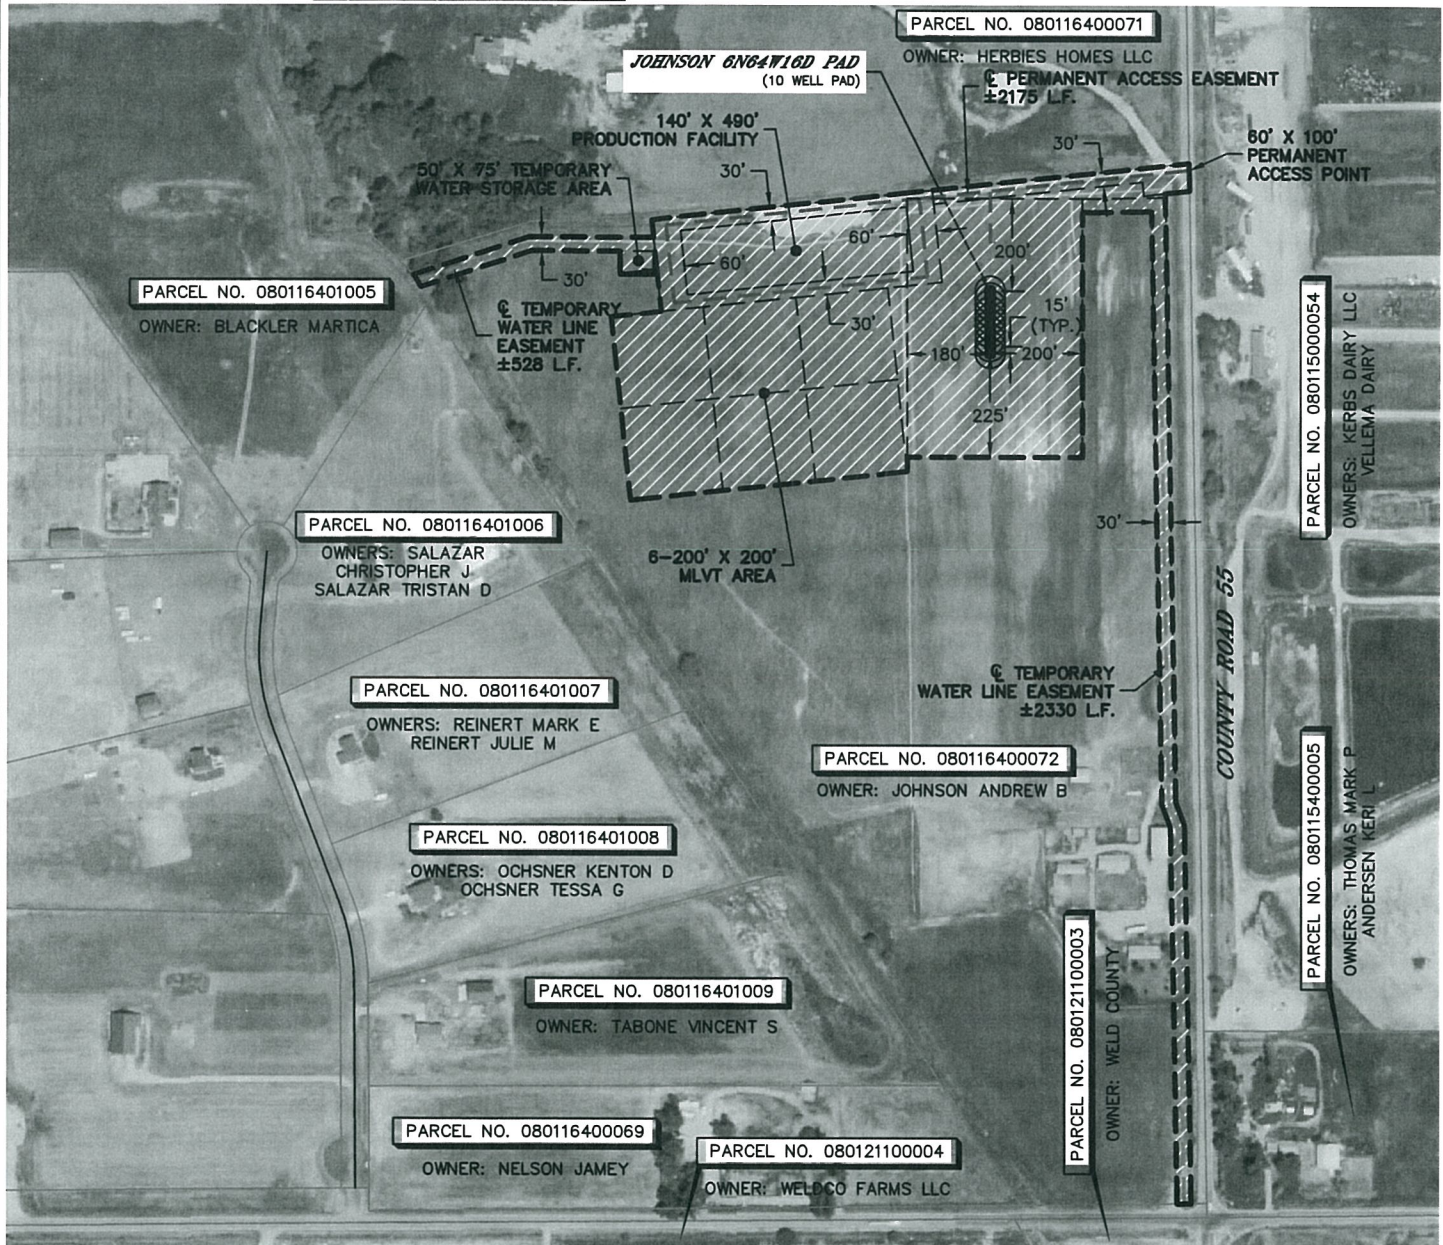 PARCEL NO. 080116400071
OWNER: HERBIES HOMES LLC
JOHNSON 6N64W16D PAD
(10 WELL PAD)
℄ PERMANENT ACCESS EASEMENT
±2175 L.F.
140' X 490'
PRODUCTION FACILITY
30'
30'
60' X 100'
PERMANENT
ACCESS POINT
50' X 75' TEMPORARY
WATER STORAGE AREA
60'
60'
200'
30'
PARCEL NO. 080116401005
OWNER: BLACKLER MARTICA
℄ TEMPORARY
WATER LINE
EASEMENT
±528 L.F.
30'
15'
(TYP.)
180'
200'
225'
PARCEL NO. 080115000054
OWNERS: KERBS DAIRY LLC
VELLEMA DAIRY
PARCEL NO. 080116401006
OWNERS: SALAZAR
CHRISTOPHER J
SALAZAR TRISTAN D
6-200' X 200'
MLVT AREA
30'
COUNTY ROAD 55
℄ TEMPORARY
WATER LINE EASEMENT
±2330 L.F.
PARCEL NO. 080116401007
OWNERS: REINERT MARK E
REINERT JULIE M
PARCEL NO. 080116400072
OWNER: JOHNSON ANDREW B
PARCEL NO. 080115400005
OWNERS: THOMAS MARK P
ANDERSEN KERI L
PARCEL NO. 080116401008
OWNERS: OCHSNER KENTON D
OCHSNER TESSA G
PARCEL NO. 080116401009
OWNER: TABONE VINCENT S
PARCEL NO. 080121100003
OWNER: WELD COUNTY
PARCEL NO. 080116400069
OWNER: NELSON JAMEY
PARCEL NO. 080121100004
OWNER: WELDCO FARMS LLC